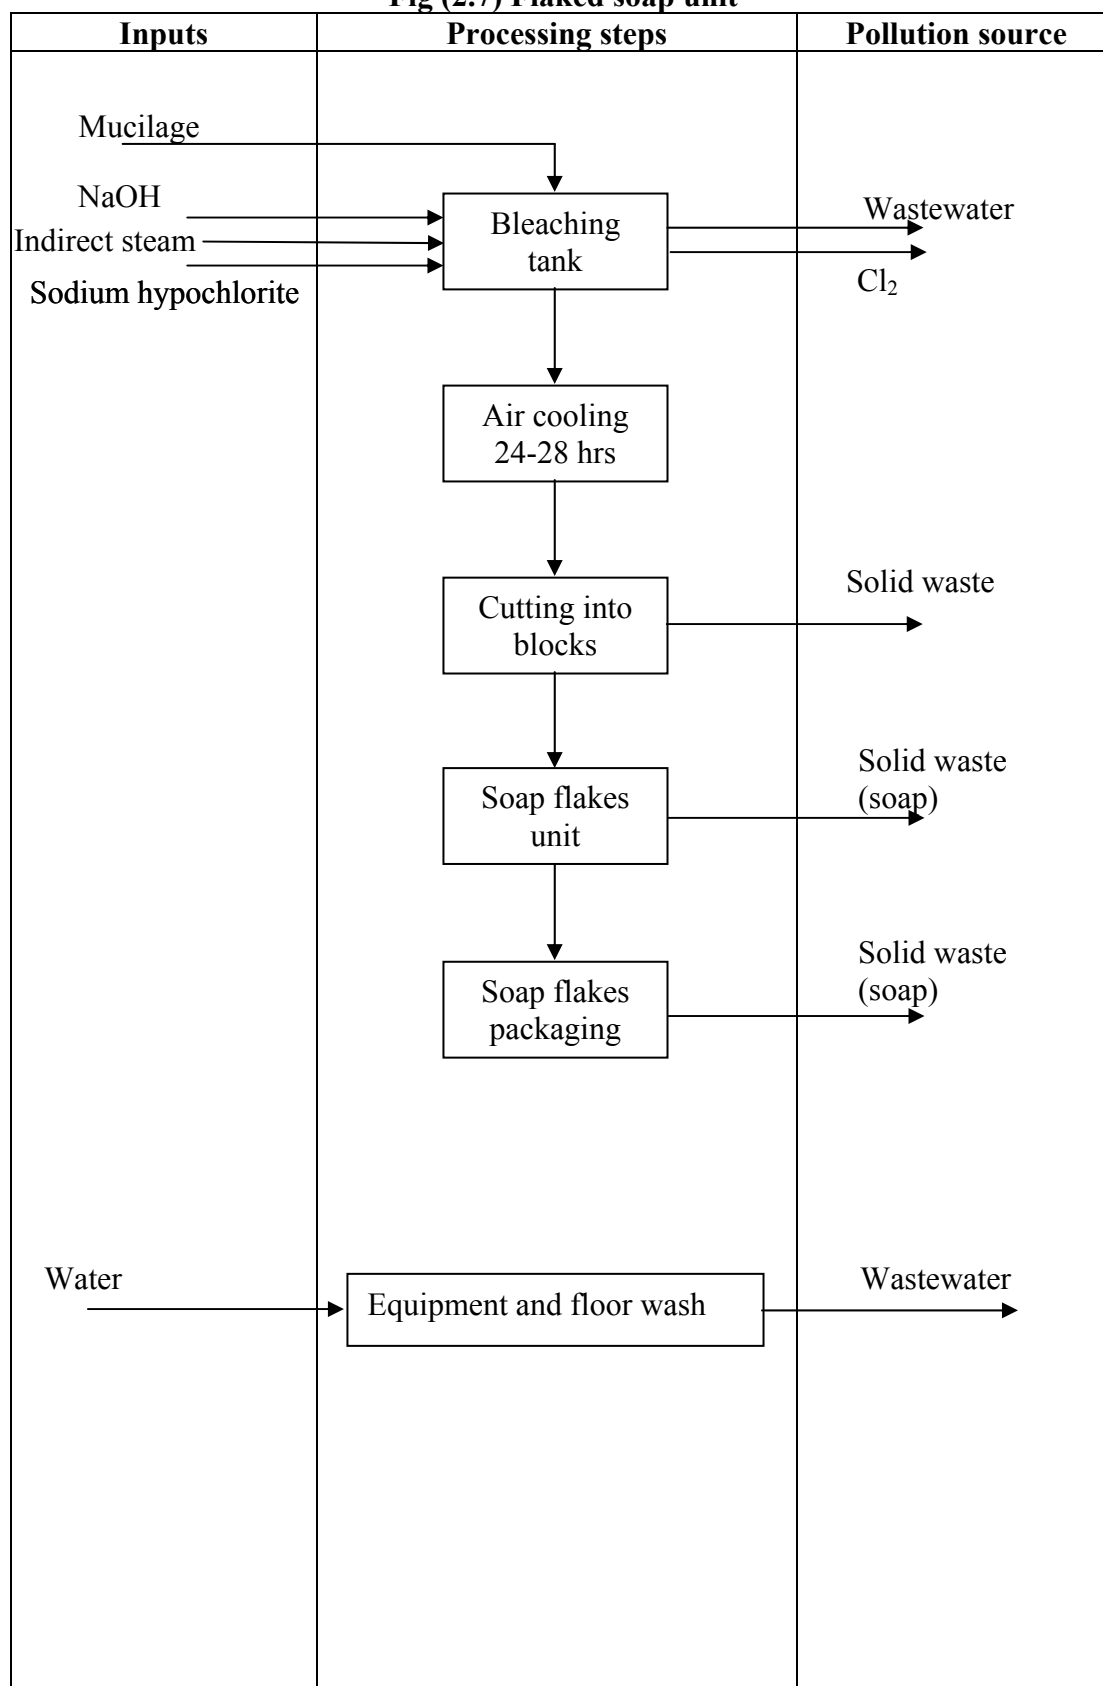 Fig (2.7) Flaked soap unit
Inputs
Processing steps
Pollution source
Mucilage
NaOH
Indirect steam
Sodium hypochlorite
Bleaching
tank
Wastewater
Cl₂
Air cooling
24-28 hrs
Cutting into
blocks
Solid waste
Soap flakes
unit
Solid waste
(soap)
Soap flakes
packaging
Solid waste
(soap)
Water
Equipment and floor wash
Wastewater